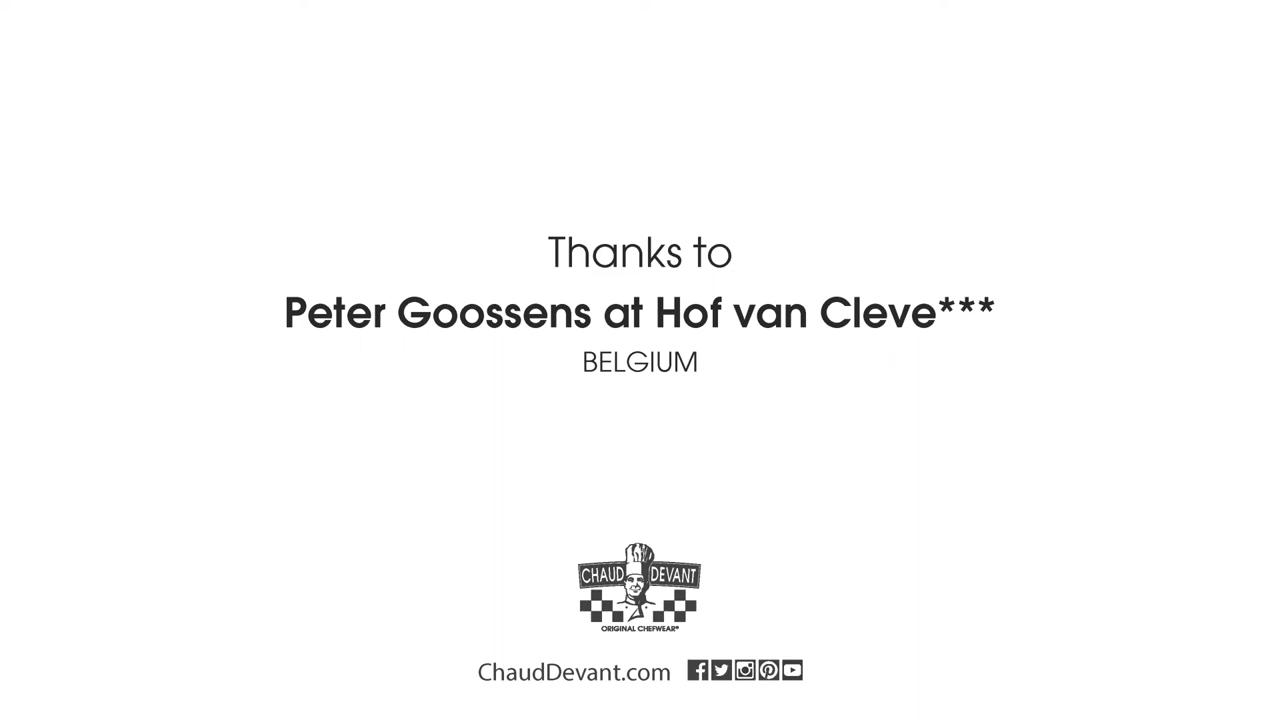 Thanks to
Peter Goossens at Hof van Cleve***
BELGIUM
CHAUD DEVANT
ORIGINAL CHEFWEAR®
ChaudDevant.com